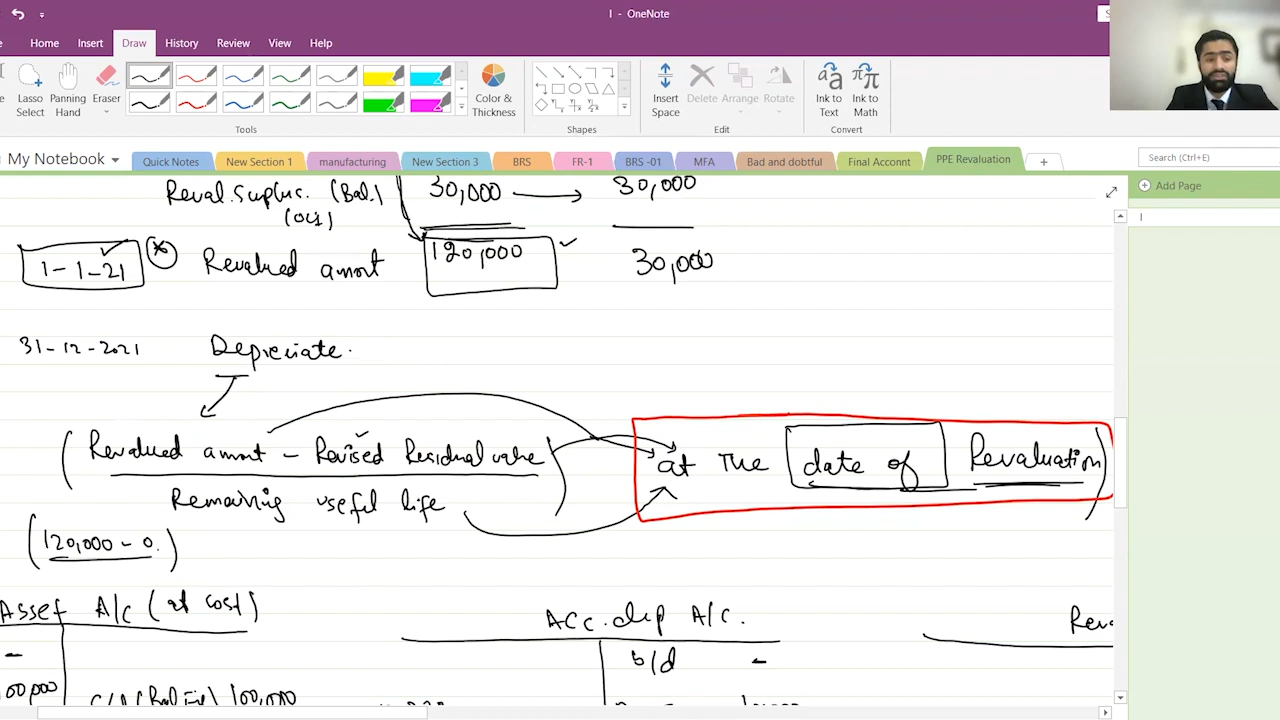 I - OneNote
Home Insert Draw History Review View Help
Lasso Select
Panning Hand
Eraser
Color & Thickness
Insert Space
Delete Arrange Rotate
Ink to Text
Ink to Math
Tools
Shapes
Edit
Convert
My Notebook
Quick Notes New Section 1 manufacturing New Section 3 BRS FR-1 BRS -01 MFA Bad and dobtful Final Acconnt PPE Revaluation
Search (Ctrl+E)
Add Page
I
Reval. Surplus. (Bal.) 30,000 30,000
(OCI)
1-1-21 Revalued amont 120,000 30,000
31-12-2021 Depreciate.
(Revalued amont - Revised Residual value) at the date of Revaluation)
Remaining useful life
(120,000 - 0.)
Asset A/C (at cost) Acc. dep A/C.
b/d -
100,000